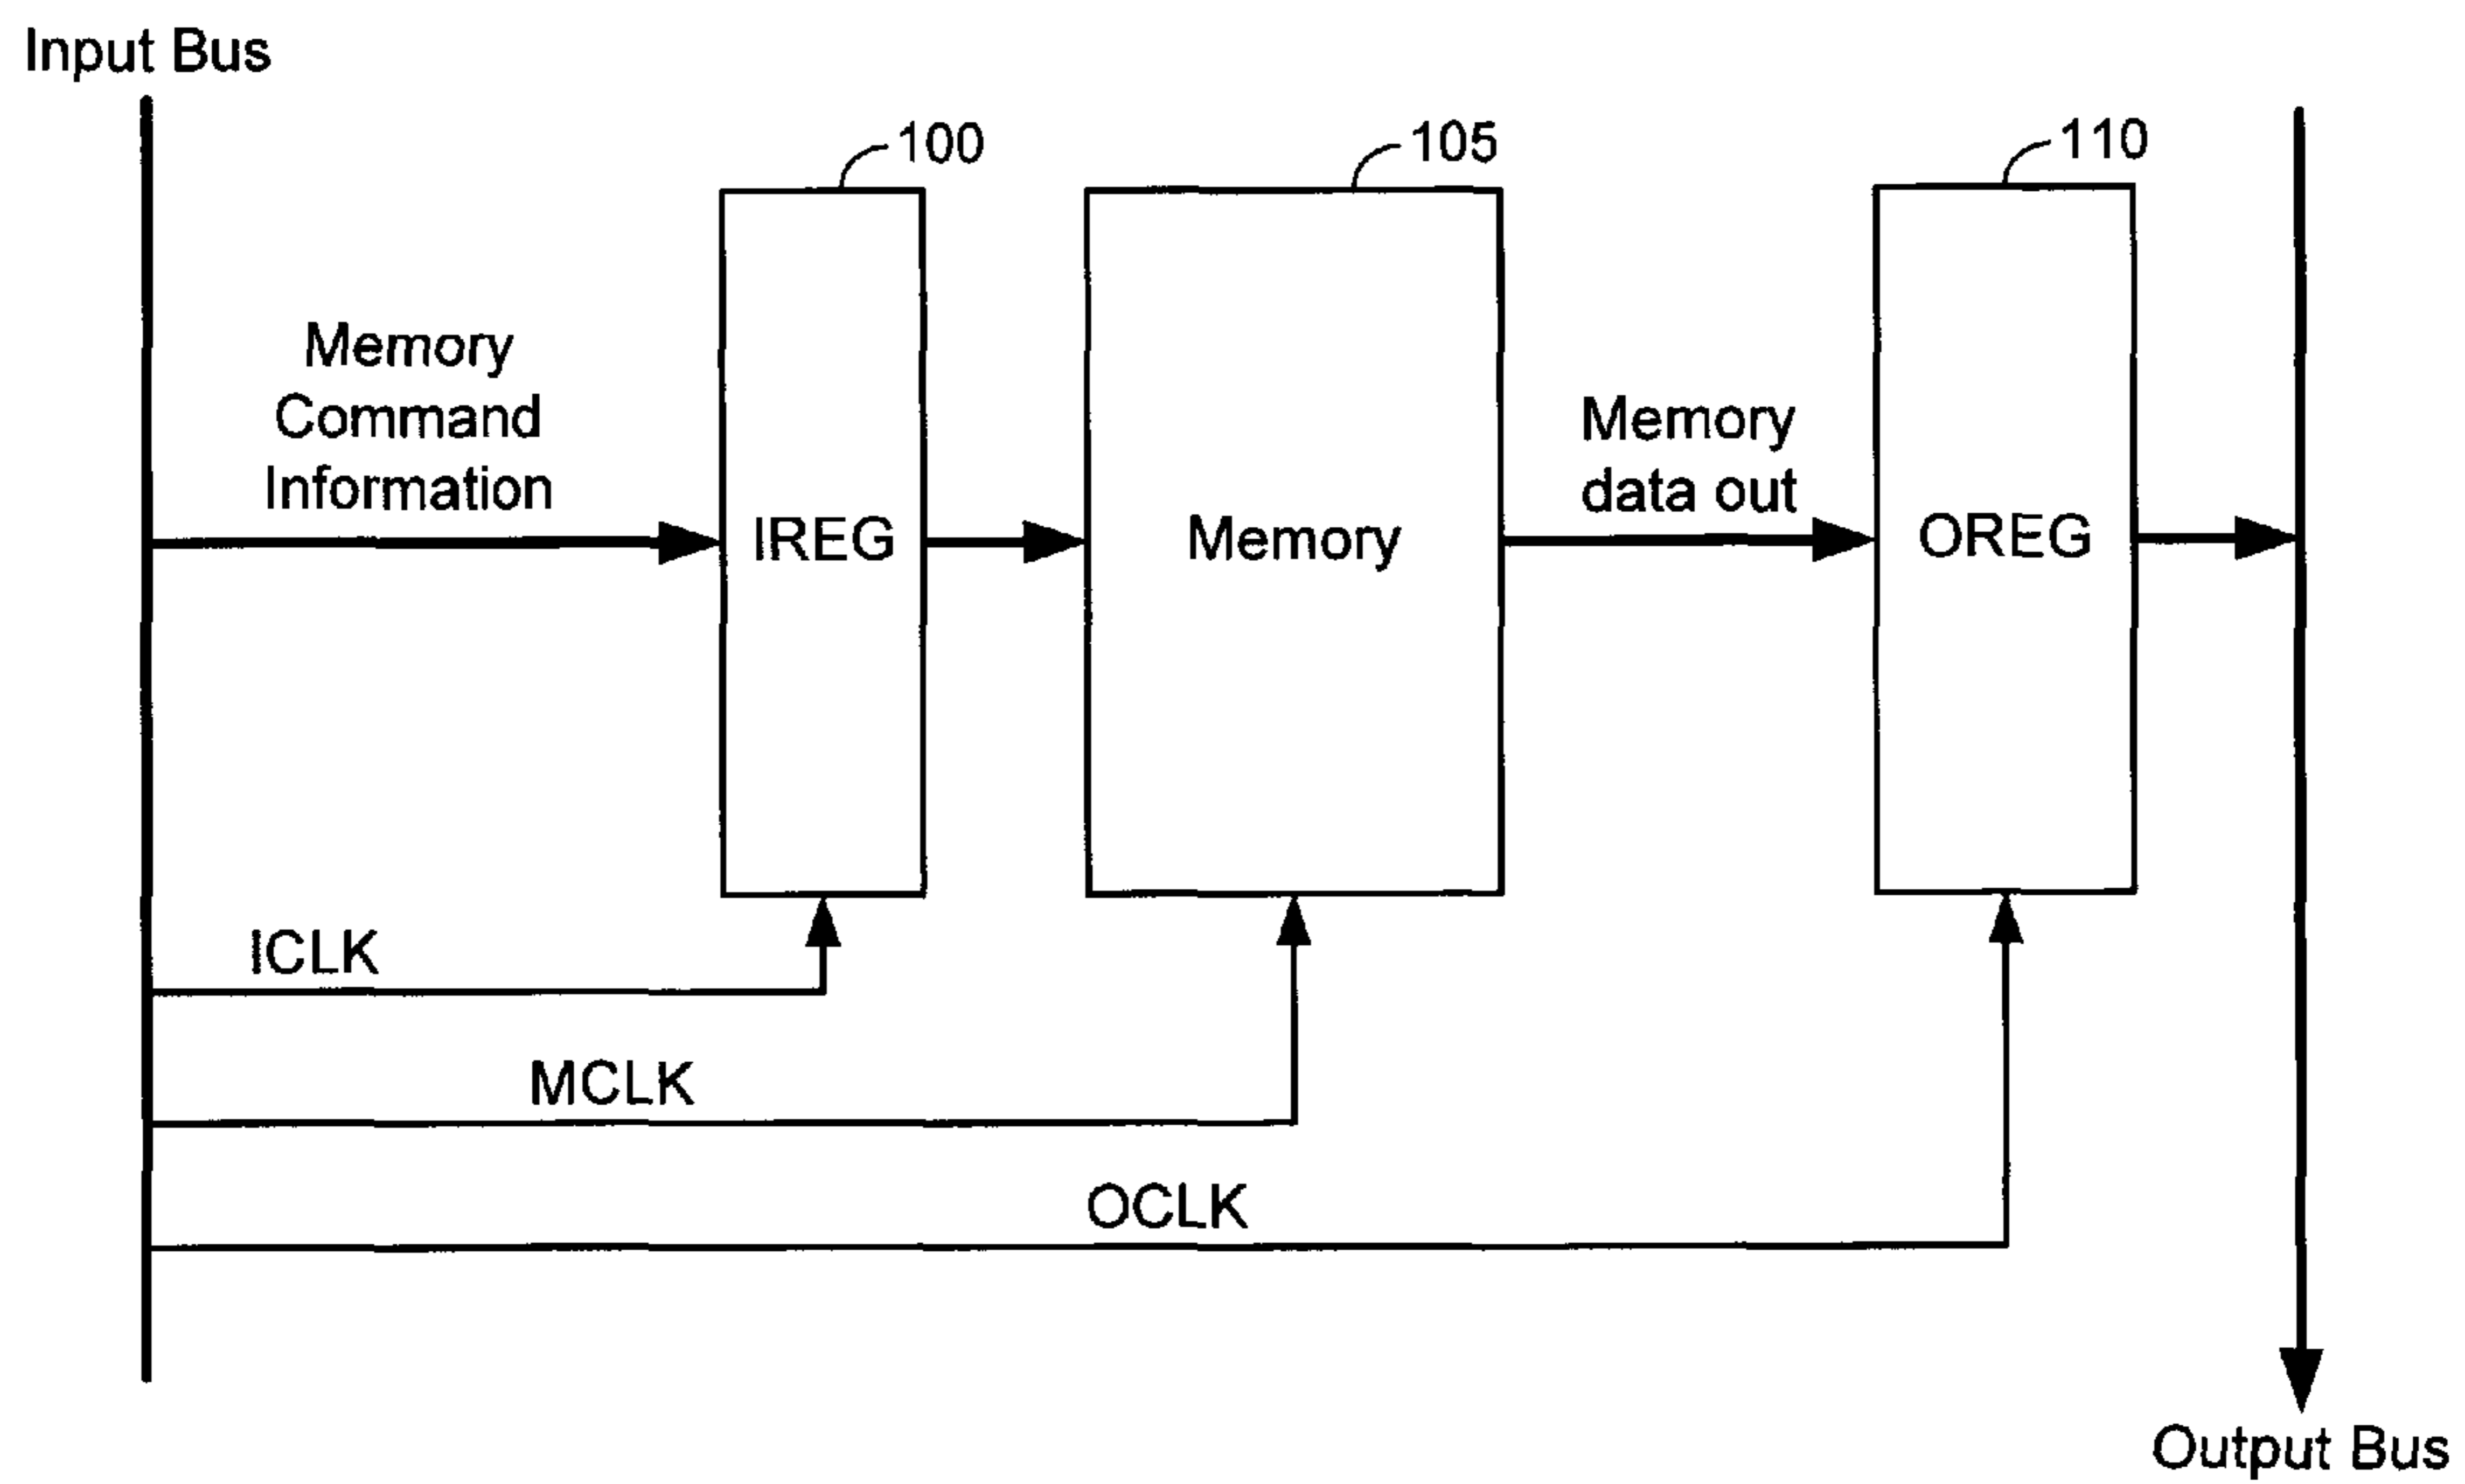 Input Bus
100
105
110
Memory
Command
Information
Memory
data out
IREG
Memory
OREG
ICLK
MCLK
OCLK
Output Bus